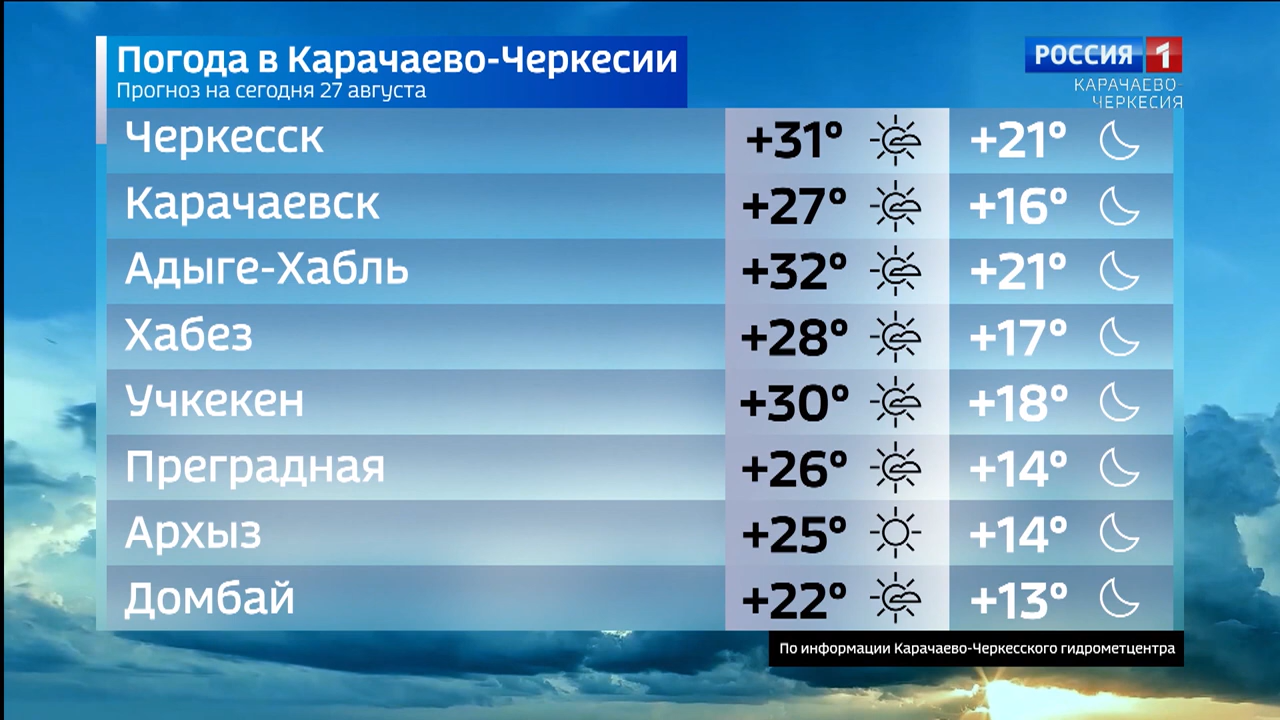 Погода в Карачаево-Черкесии
Прогноз на сегодня 27 августа
РОССИЯ 1
КАРАЧАЕВО-
ЧЕРКЕСИЯ
Черкесск +31° +21°
Карачаевск +27° +16°
Адыге-Хабль +32° +21°
Хабез +28° +17°
Учкекен +30° +18°
Преградная +26° +14°
Архыз +25° +14°
Домбай +22° +13°
По информации Карачаево-Черкесского гидрометцентра